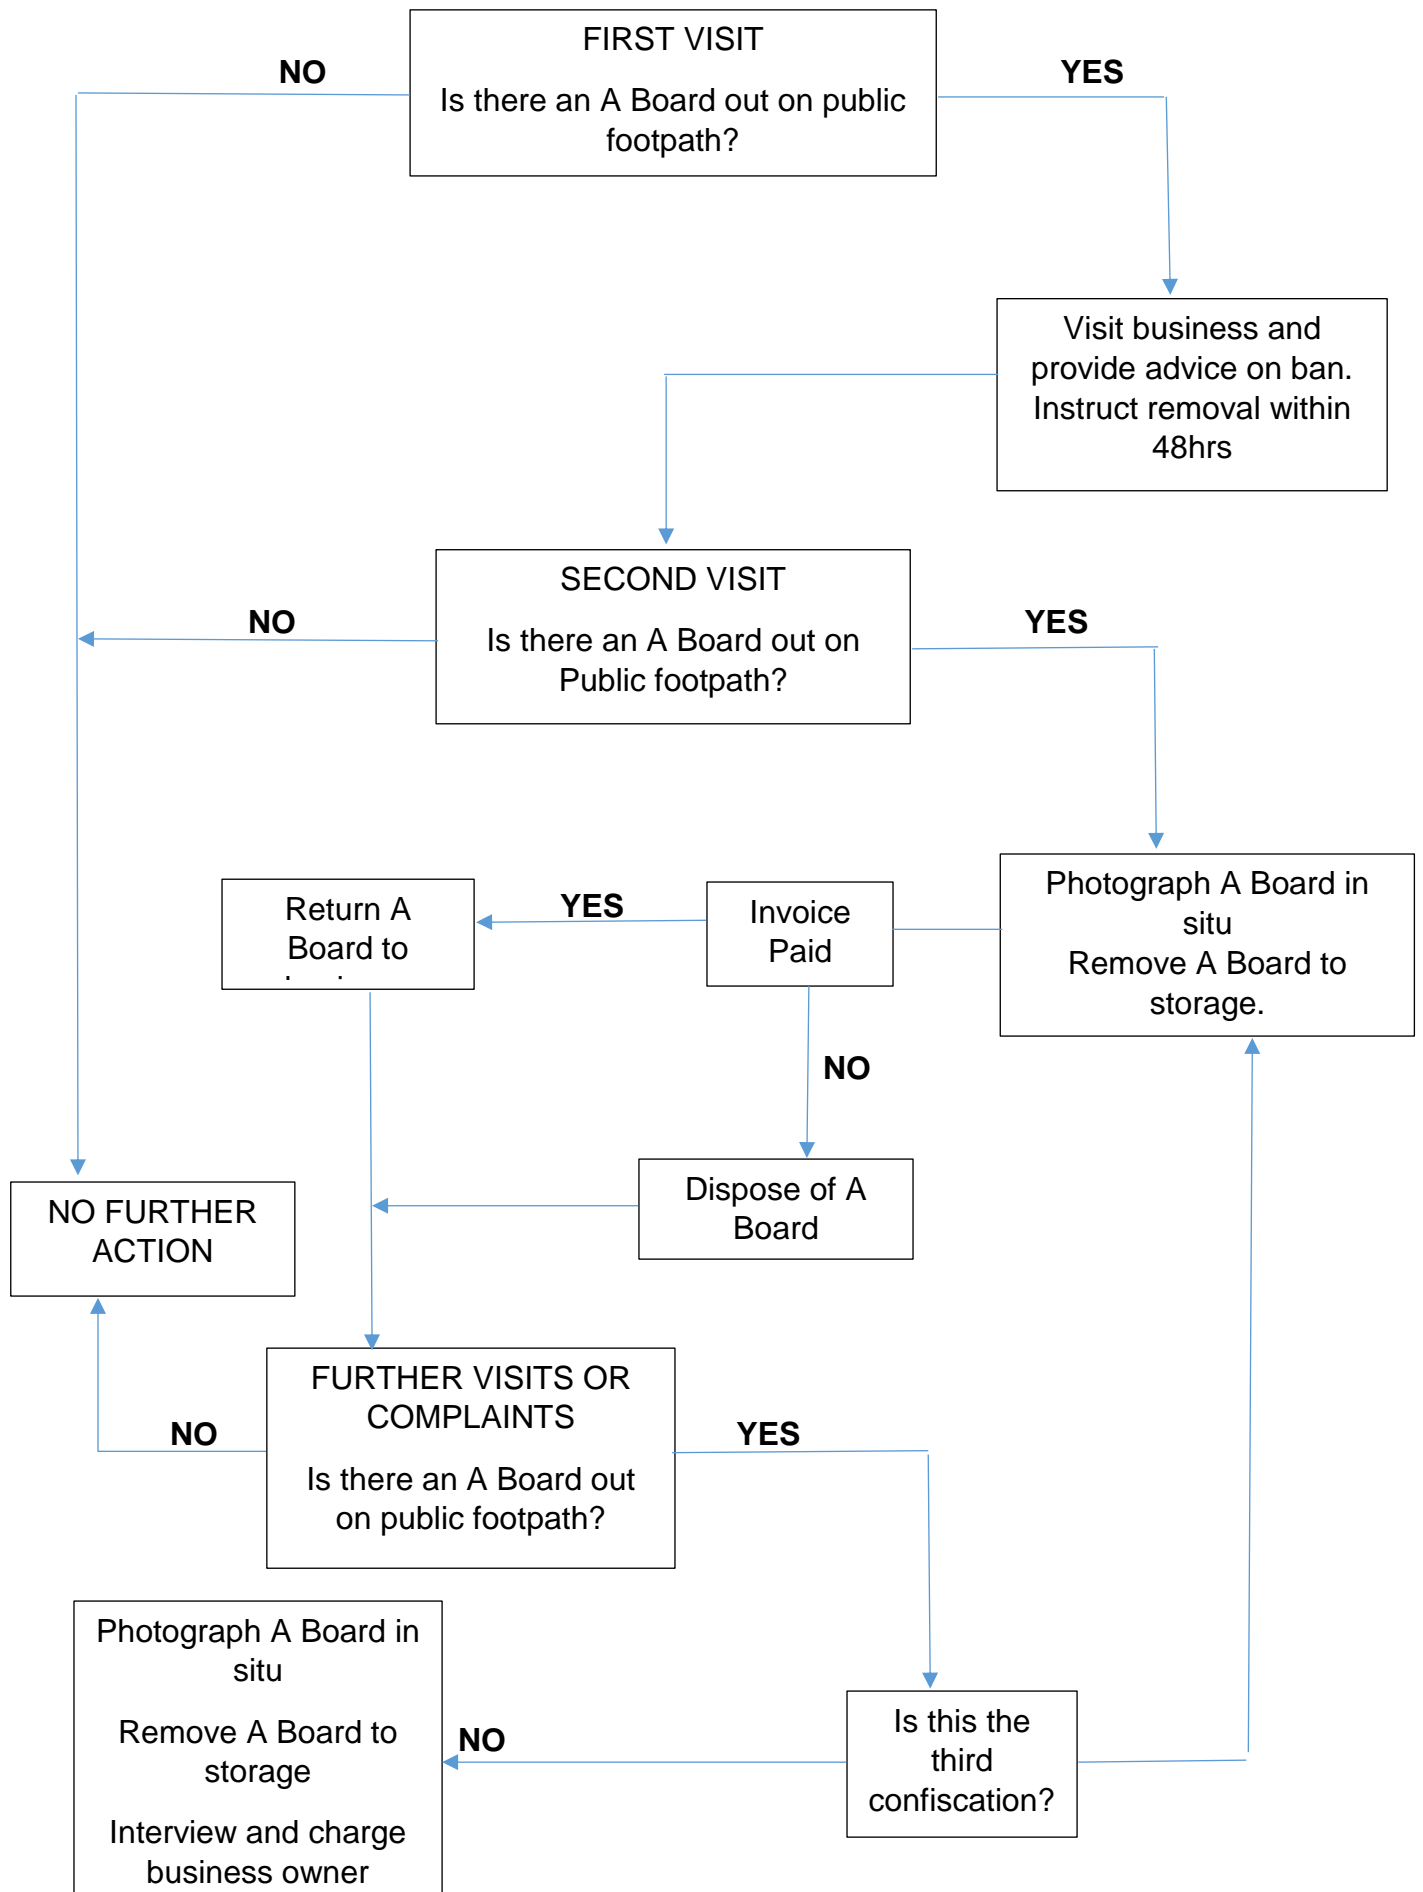 FIRST VISIT
NO
YES
Is there an A Board out on public
footpath?
Visit business and
provide advice on ban.
Instruct removal within
48hrs
SECOND VISIT
NO
YES
Is there an A Board out on
Public footpath?
Photograph A Board in
situ
Remove A Board to
storage.
Invoice
Paid
YES
Return A
Board to
NO
Dispose of A
Board
NO FURTHER
ACTION
FURTHER VISITS OR
COMPLAINTS
NO
YES
Is there an A Board out
on public footpath?
Is this the
third
confiscation?
NO
Photograph A Board in
situ
Remove A Board to
storage
Interview and charge
business owner